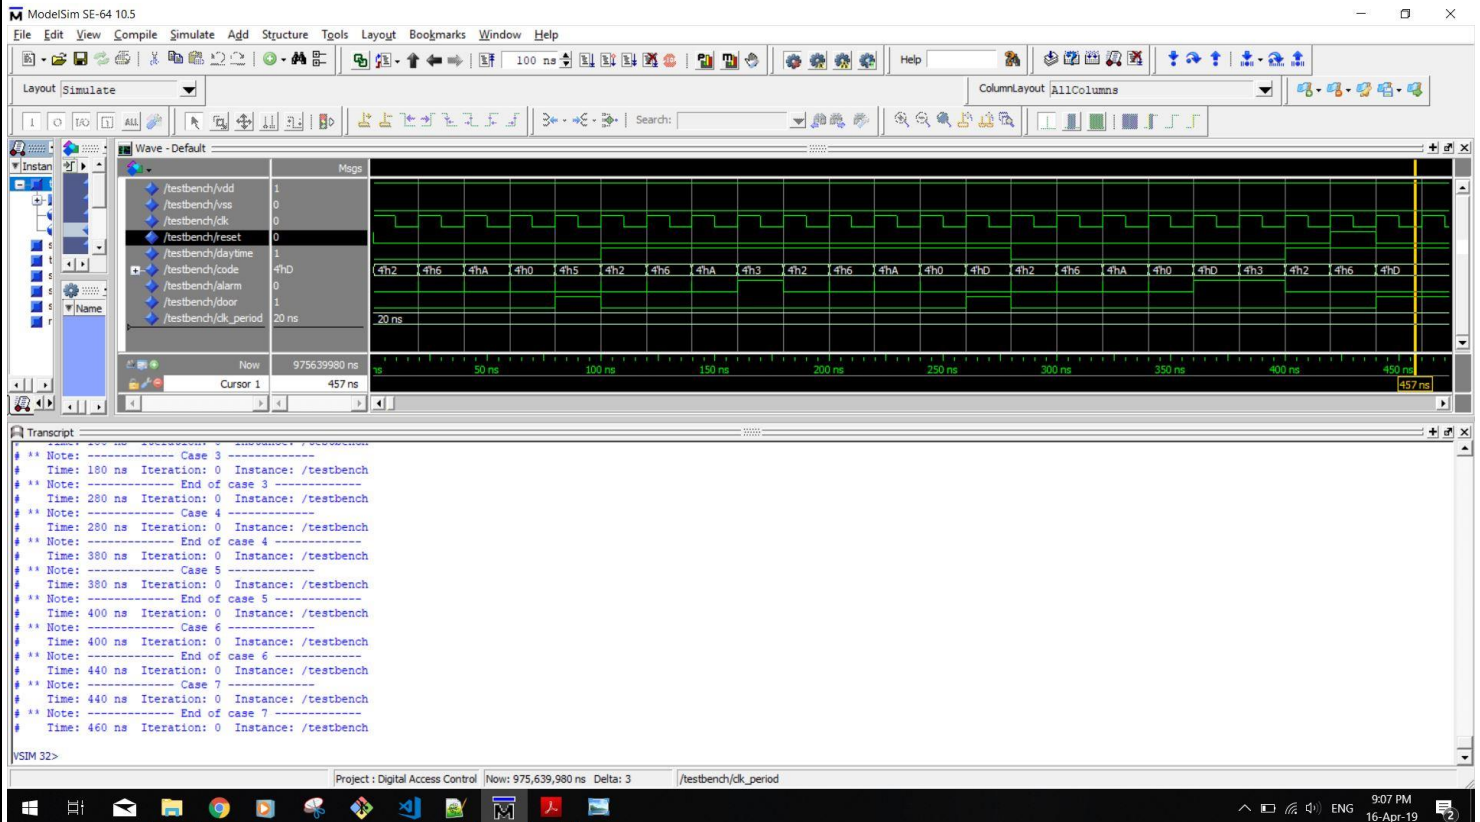 ModelSim SE-64 10.5
File Edit View Compile Simulate Add Structure Tools Layout Bookmarks Window Help
100 ns
Help
Layout Simulate
ColumnLayout AllColumns
Search:
Wave - Default
Instan
Msgs
/testbench/vdd 1
/testbench/vss 0
/testbench/clk 0
/testbench/reset 0
/testbench/daytime 1
/testbench/code 4'hD 4'h2 4'h6 4'hA 4'h0 4'h5 4'h2 4'h6 4'hA 4'h3 4'h2 4'h6 4'hA 4'h0 4'hD 4'h2 4'h6 4'hA 4'h0 4'hD 4'h3 4'h2 4'h6 4'hD
/testbench/alarm 0
/testbench/door 1
/testbench/clk_period 20 ns 20 ns
Name
Now 975639980 ns ns 50 ns 100 ns 150 ns 200 ns 250 ns 300 ns 350 ns 400 ns 450 ns
Cursor 1 457 ns 457 ns
Transcript
# ** Note: ------------- Case 3 -------------
# Time: 180 ns Iteration: 0 Instance: /testbench
# ** Note: ------------- End of case 3 -------------
# Time: 280 ns Iteration: 0 Instance: /testbench
# ** Note: ------------- Case 4 -------------
# Time: 280 ns Iteration: 0 Instance: /testbench
# ** Note: ------------- End of case 4 -------------
# Time: 380 ns Iteration: 0 Instance: /testbench
# ** Note: ------------- Case 5 -------------
# Time: 380 ns Iteration: 0 Instance: /testbench
# ** Note: ------------- End of case 5 -------------
# Time: 400 ns Iteration: 0 Instance: /testbench
# ** Note: ------------- Case 6 -------------
# Time: 400 ns Iteration: 0 Instance: /testbench
# ** Note: ------------- End of case 6 -------------
# Time: 440 ns Iteration: 0 Instance: /testbench
# ** Note: ------------- Case 7 -------------
# Time: 440 ns Iteration: 0 Instance: /testbench
# ** Note: ------------- End of case 7 -------------
# Time: 460 ns Iteration: 0 Instance: /testbench
VSIM 32>
Project : Digital Access Control Now: 975,639,980 ns Delta: 3 /testbench/clk_period
ENG 9:07 PM
16-Apr-19
2